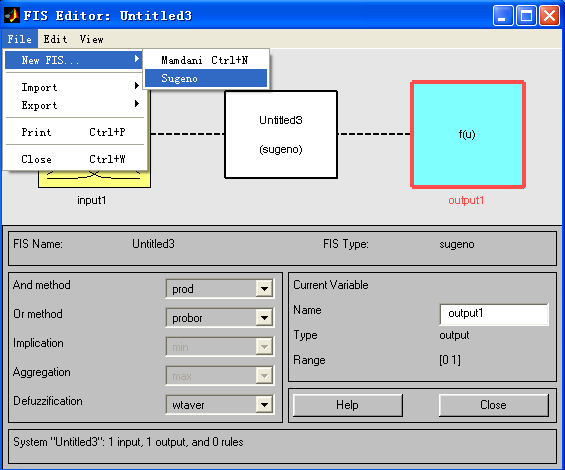 FIS Editor: Untitled3
File Edit View
New FIS...
Mamdani Ctrl+N
Sugeno
Import
Export
Print Ctrl+P
Close Ctrl+W
Untitled3
(sugeno)
f(u)
input1
output1
FIS Name: Untitled3 FIS Type: sugeno
And method prod
Or method probor
Implication min
Aggregation max
Defuzzification wtaver
Current Variable
Name output1
Type output
Range [0 1]
Help Close
System "Untitled3": 1 input, 1 output, and 0 rules